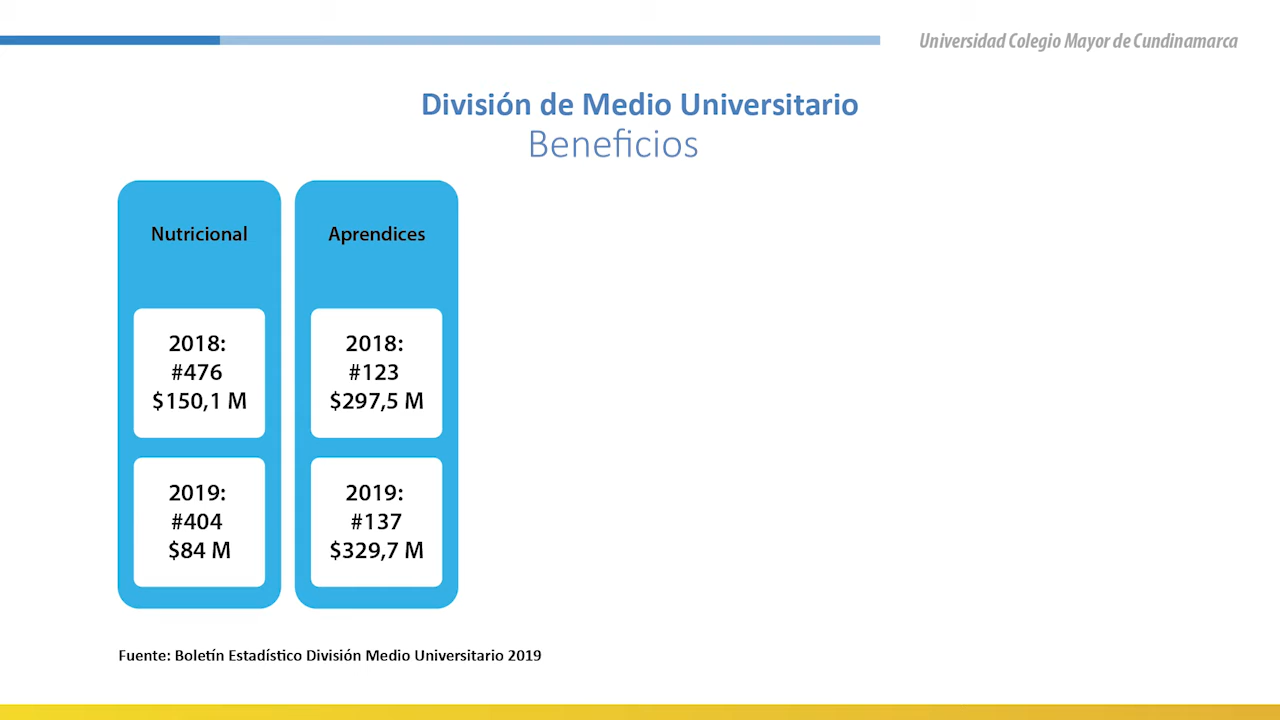 Universidad Colegio Mayor de Cundinamarca
División de Medio Universitario
Beneficios
Nutricional
2018:
#476
$150,1 M
2019:
#404
$84 M
Aprendices
2018:
#123
$297,5 M
2019:
#137
$329,7 M
Fuente: Boletín Estadístico División Medio Universitario 2019